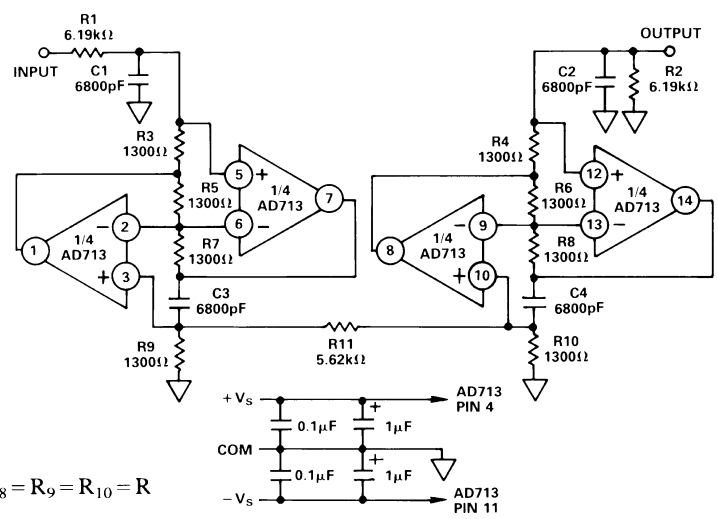 R1
6.19kΩ
INPUT
C1
6800pF
R3
1300Ω
5
+
1/4
AD713
7
R5
1300Ω
6
−
1
1/4
AD713
−
2
+
3
R7
1300Ω
C3
6800pF
R9
1300Ω
R11
5.62kΩ
OUTPUT
C2
6800pF
R2
6.19kΩ
R4
1300Ω
12
+
1/4
AD713
14
R6
1300Ω
13
−
8
1/4
AD713
−
9
+
10
R8
1300Ω
C4
6800pF
R10
1300Ω
+VS
AD713
PIN 4
0.1μF
+
1μF
COM
0.1μF
+
1μF
−VS
AD713
PIN 11
8 = R9 = R10 = R